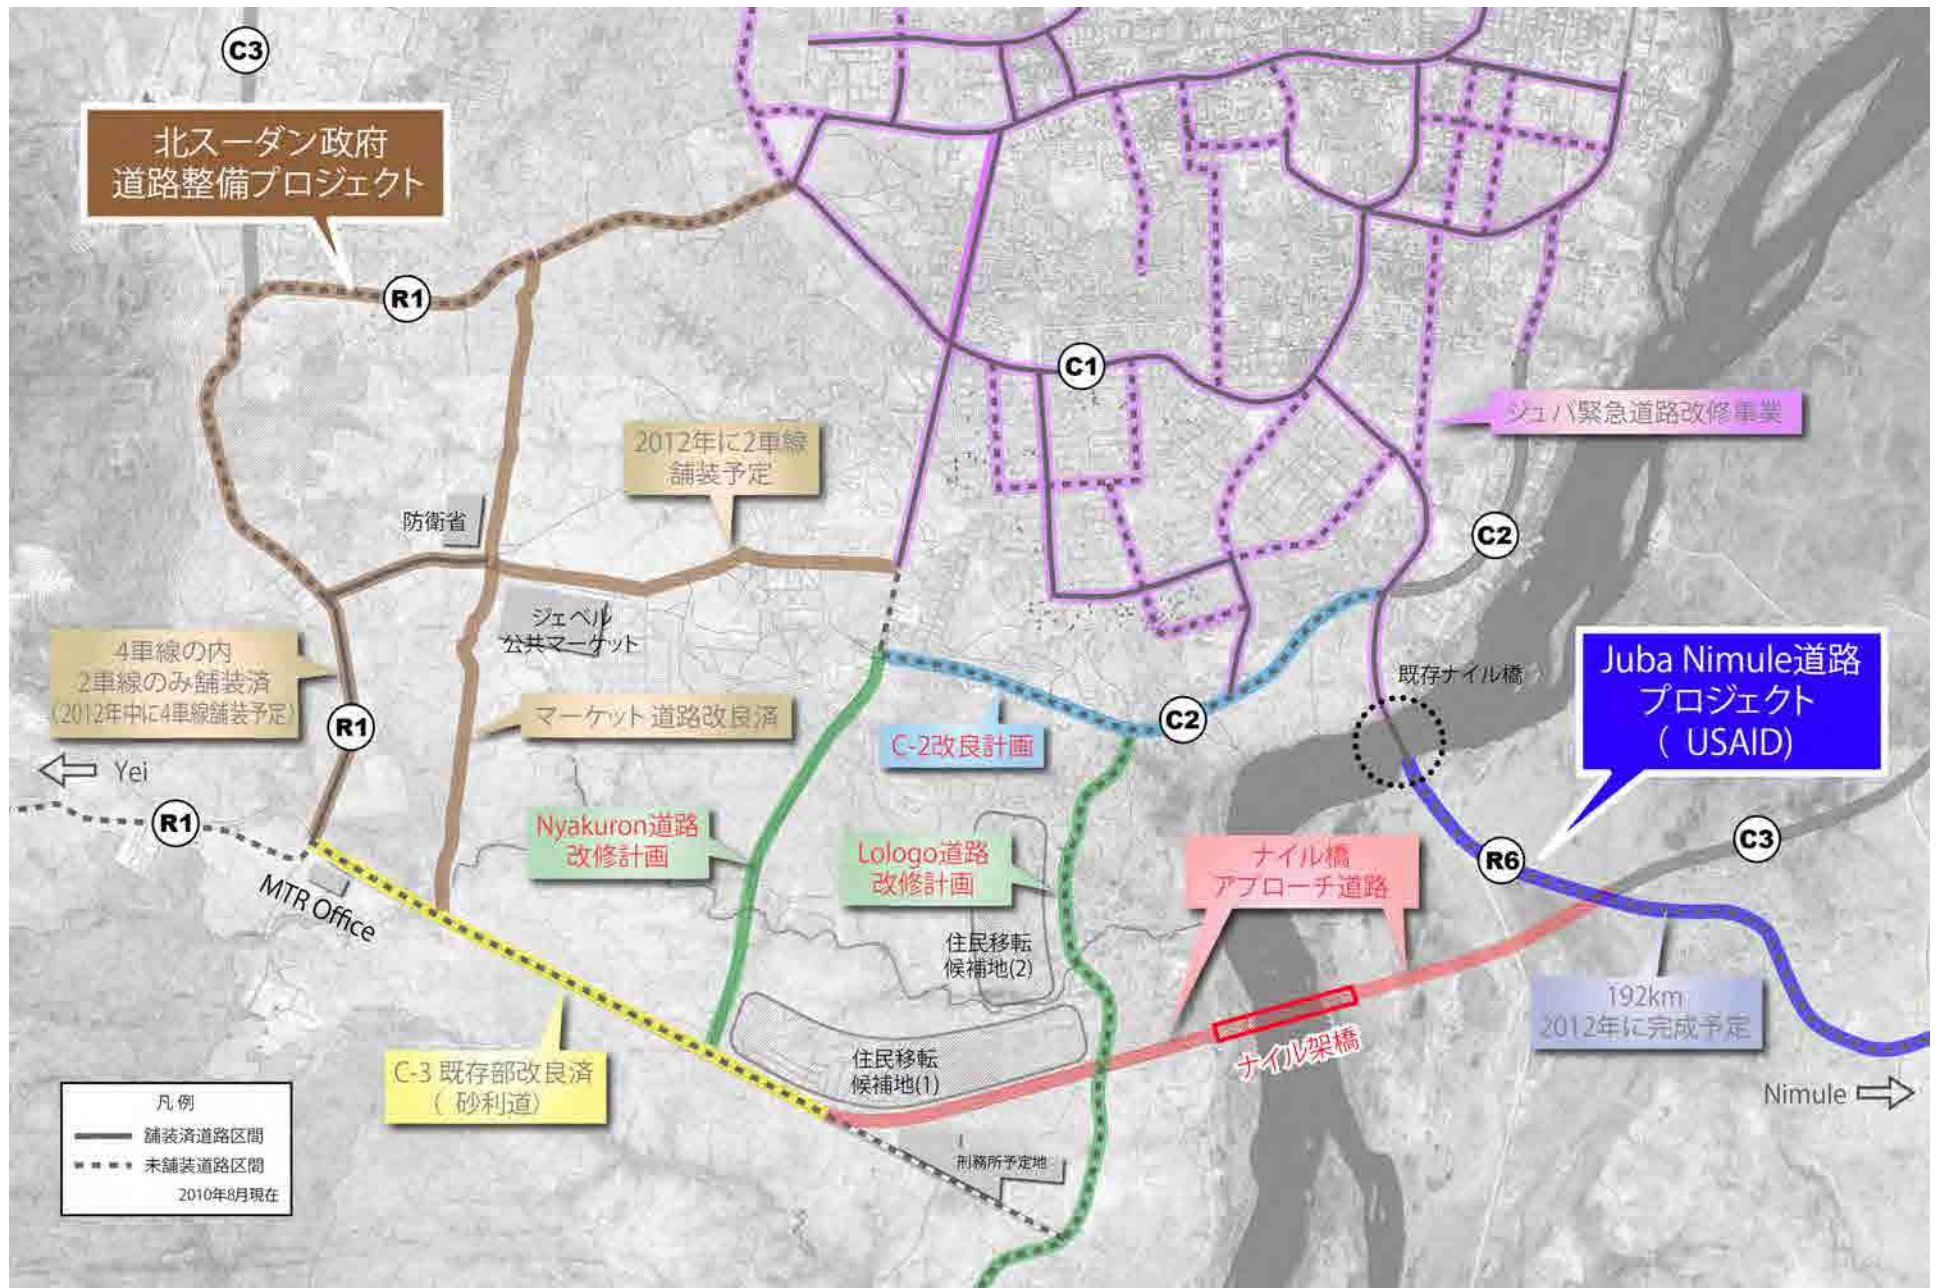 C3
北スーダン政府
道路整備プロジェクト
R1
C1
ジュバ緊急道路改修事業
2012年に2車線
舗装予定
防衛省
C2
ジェベル
公共マーケット
4車線の内
2車線のみ舗装済
(2012年中に4車線舗装予定)
R1
マーケット道路改良済
C-2改良計画
C2
既存ナイル橋
Juba Nimule道路
プロジェクト
( USAID)
Yei
R1
MTR Office
Nyakuron道路
改修計画
Lologo道路
改修計画
ナイル橋
アプローチ道路
R6
C3
住民移転
候補地(2)
192km
2012年に完成予定
ナイル架橋
住民移転
候補地(1)
C-3 既存部改良済
( 砂利道)
Nimule
刑務所予定地
凡例
舗装済道路区間
未舗装道路区間
2010年8月現在